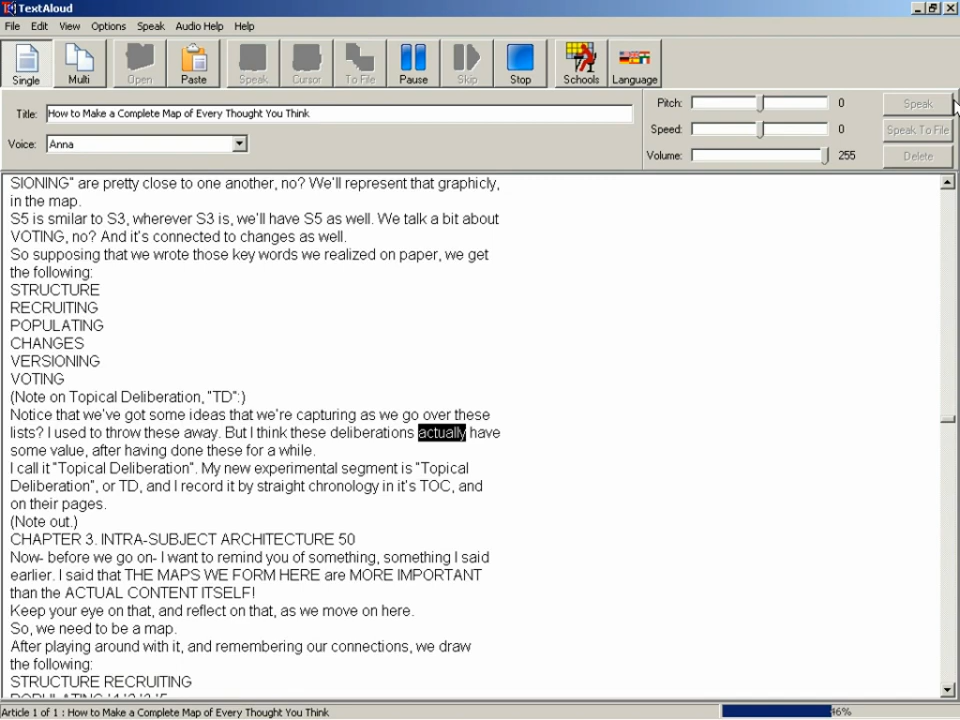 TextAloud
File Edit View Options Speak Audio Help Help
Single Multi Open Paste Speak Cursor To File Pause Skip Stop Schools Language
Title: How to Make a Complete Map of Every Thought You Think
Voice: Anna
Pitch: 0 Speak
Speed: 0 Speak To File
Volume: 255 Delete
SIONING" are pretty close to one another, no? We'll represent that graphicly,
in the map.
S5 is smilar to S3, wherever S3 is, we'll have S5 as well. We talk a bit about
VOTING, no? And it's connected to changes as well.
So supposing that we wrote those key words we realized on paper, we get
the following:
STRUCTURE
RECRUITING
POPULATING
CHANGES
VERSIONING
VOTING
(Note on Topical Deliberation, "TD":)
Notice that we've got some ideas that we're capturing as we go over these
lists? I used to throw these away. But I think these deliberations actually have
some value, after having done these for a while.
I call it "Topical Deliberation". My new experimental segment is "Topical
Deliberation", or TD, and I record it by straight chronology in it's TOC, and
on their pages.
(Note out.)
CHAPTER 3. INTRA-SUBJECT ARCHITECTURE 50
Now- before we go on- I want to remind you of something, something I said
earlier. I said that THE MAPS WE FORM HERE are MORE IMPORTANT
than the ACTUAL CONTENT ITSELF!
Keep your eye on that, and reflect on that, as we move on here.
So, we need to be a map.
After playing around with it, and remembering our connections, we draw
the following:
STRUCTURE RECRUITING
Article 1 of 1 : How to Make a Complete Map of Every Thought You Think 46%